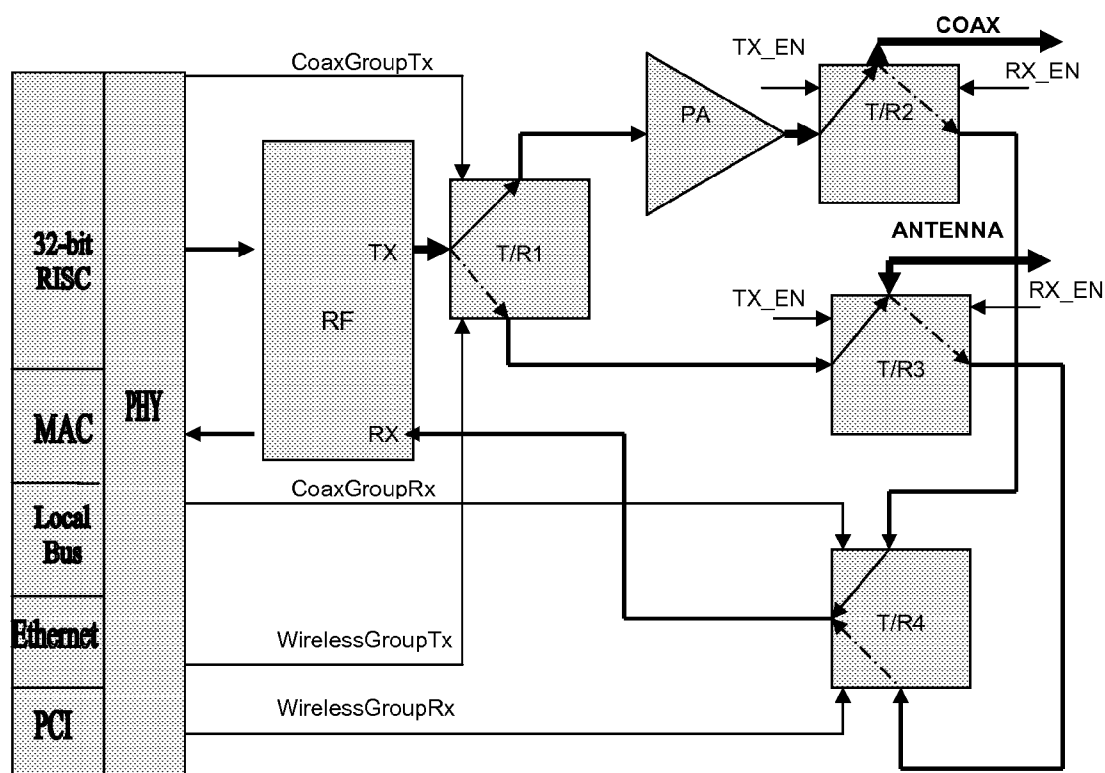 COAX
CoaxGroupTx
TX_EN
RX_EN
PA
T/R2
32-bit
RISC
TX
T/R1
ANTENNA
TX_EN
RX_EN
RF
T/R3
PHY
MAC
RX
CoaxGroupRx
Local
Bus
T/R4
Ethernet
WirelessGroupTx
WirelessGroupRx
PCI